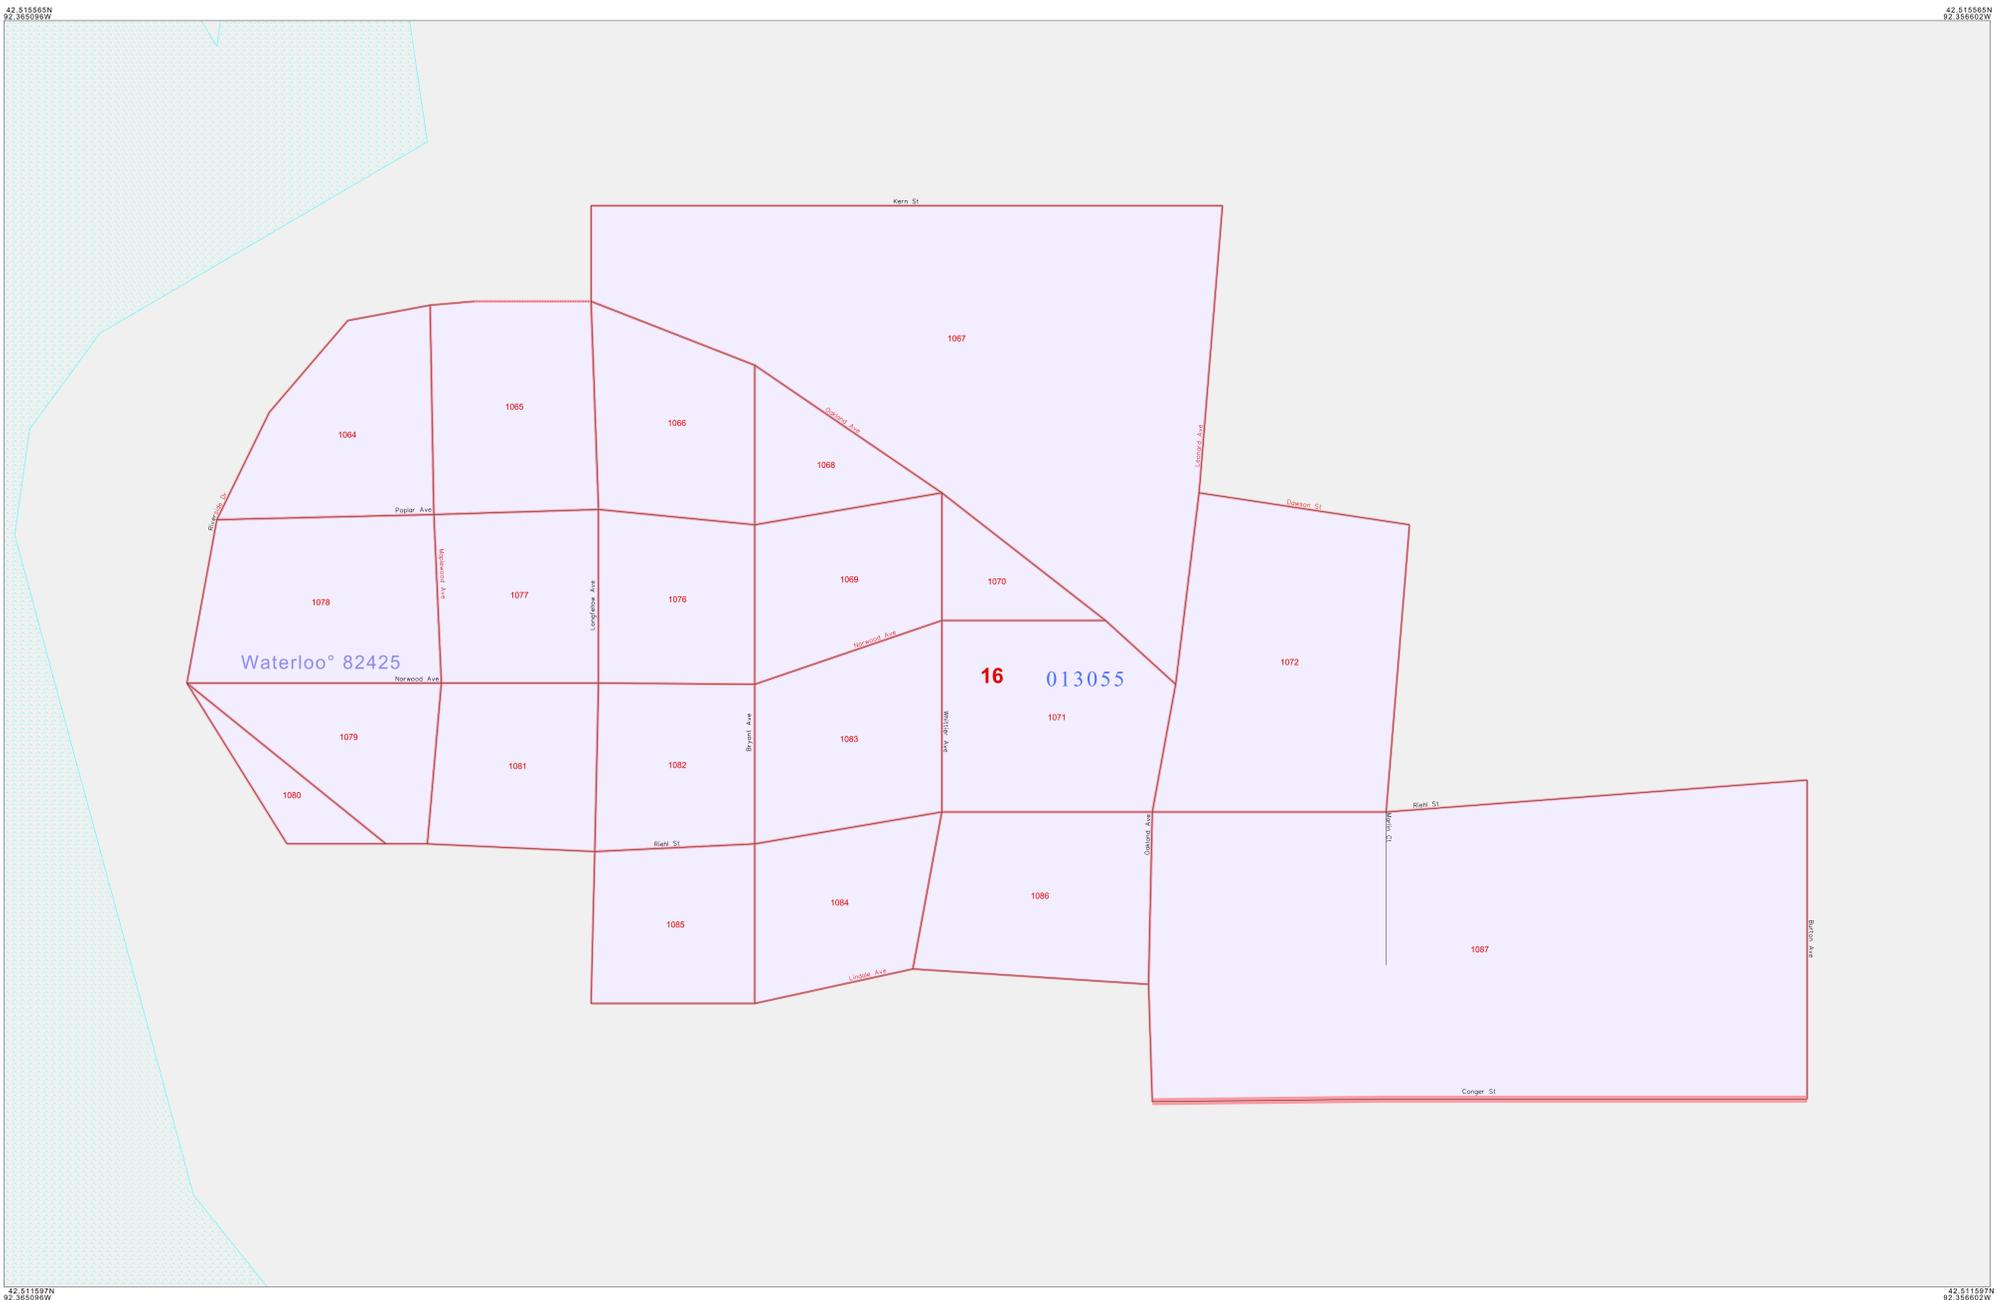 42.515565N
92.365096W
42.515565N
92.356602W
Kern St
1067
1065
1066
1064
Oakland Ave
Leonard Ave
1068
Riverside Dr
Poplar Ave
Dawson St
Maplewood Ave
1069
1070
1077
1076
1078
Longfellow Ave
Norwood Ave
Waterloo° 82425
1072
16
013055
Norwood Ave
1071
Bryant Ave
Whittier Ave
1079
1083
1081
1082
1080
Riehl St
Riehl St
Marlin Ct
Oakland Ave
1086
1084
1085
Burton Ave
1087
Lindale Ave
Conger St
42.511597N
92.365096W
42.511597N
92.356602W